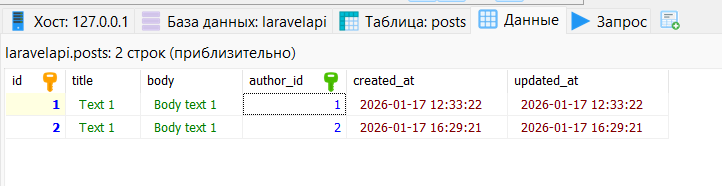 Хост: 127.0.0.1 База данных: laravelapi Таблица: posts Данные Запрос
laravelapi.posts: 2 строк (приблизительно)
id title body author_id created_at updated_at
1 Text 1 Body text 1 1 2026-01-17 12:33:22 2026-01-17 12:33:22
2 Text 1 Body text 1 2 2026-01-17 16:29:21 2026-01-17 16:29:21